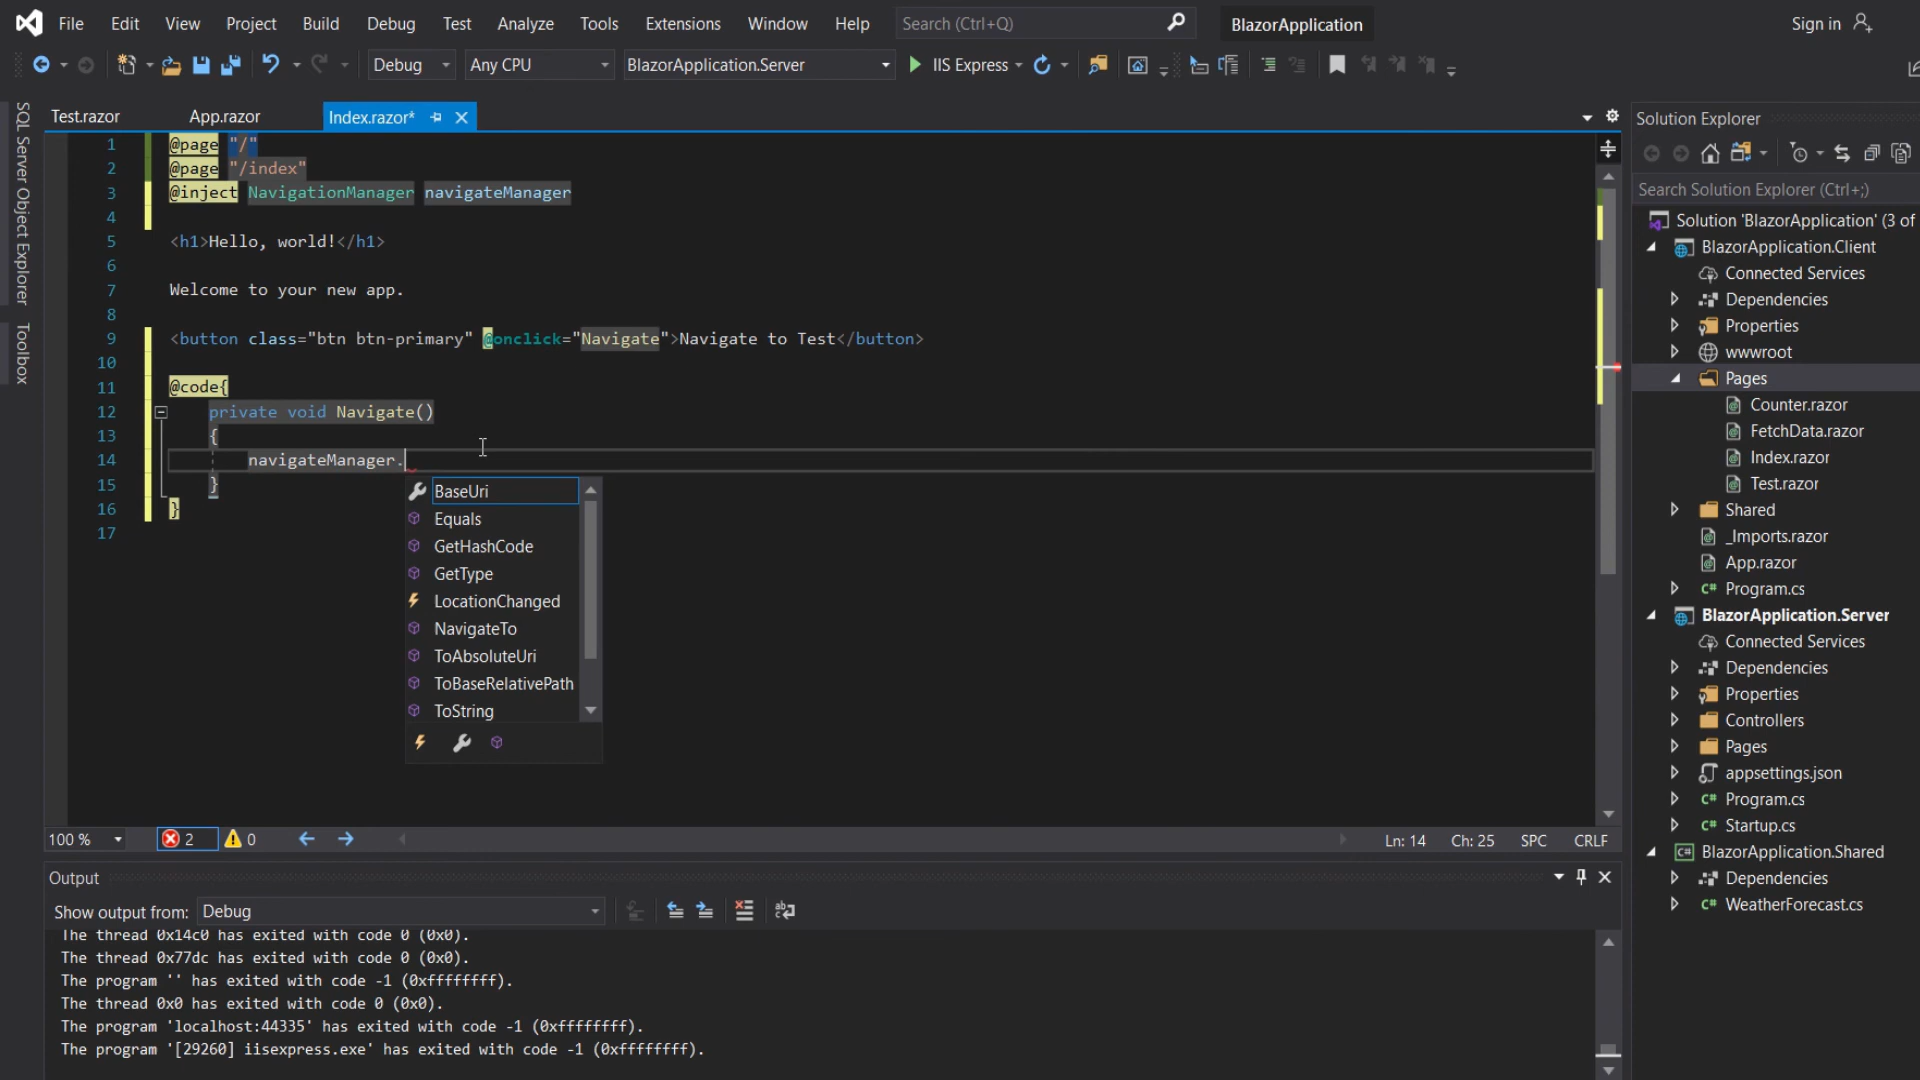 File Edit View Project Build Debug Test Analyze Tools Extensions Window Help Search (Ctrl+Q) BlazorApplication Sign in
Debug Any CPU BlazorApplication.Server IIS Express
SQL Server Object Explorer
Toolbox
Test.razor App.razor Index.razor*
1 @page "/"
2 @page "/index"
3 @inject NavigationManager navigateManager
4
5 <h1>Hello, world!</h1>
6
7 Welcome to your new app.
8
9 <button class="btn btn-primary" @onclick="Navigate">Navigate to Test</button>
10
11 @code{
12 private void Navigate()
13 {
14 navigateManager.
15 }
16 }
17
BaseUri
Equals
GetHashCode
GetType
LocationChanged
NavigateTo
ToAbsoluteUri
ToBaseRelativePath
ToString
100 % 2 0 Ln: 14 Ch: 25 SPC CRLF
Output
Show output from: Debug
The thread 0x14c0 has exited with code 0 (0x0).
The thread 0x77dc has exited with code 0 (0x0).
The program '' has exited with code -1 (0xffffffff).
The thread 0x0 has exited with code 0 (0x0).
The program 'localhost:44335' has exited with code -1 (0xffffffff).
The program '[29260] iisexpress.exe' has exited with code -1 (0xffffffff).
Solution Explorer
Search Solution Explorer (Ctrl+;)
Solution 'BlazorApplication' (3 of
BlazorApplication.Client
Connected Services
Dependencies
Properties
wwwroot
Pages
Counter.razor
FetchData.razor
Index.razor
Test.razor
Shared
_Imports.razor
App.razor
C# Program.cs
BlazorApplication.Server
Connected Services
Dependencies
Properties
Controllers
Pages
appsettings.json
C# Program.cs
C# Startup.cs
C# BlazorApplication.Shared
Dependencies
C# WeatherForecast.cs